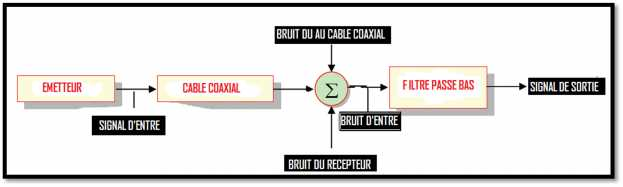 BRUIT DU AU CABLE COAXIAL
EMETTEUR
CABLE COAXIAL
Σ
FILTRE PASSE BAS
SIGNAL DE SORTIE
SIGNAL D'ENTRE
BRUIT D'ENTRE
BRUIT DU RECEPTEUR